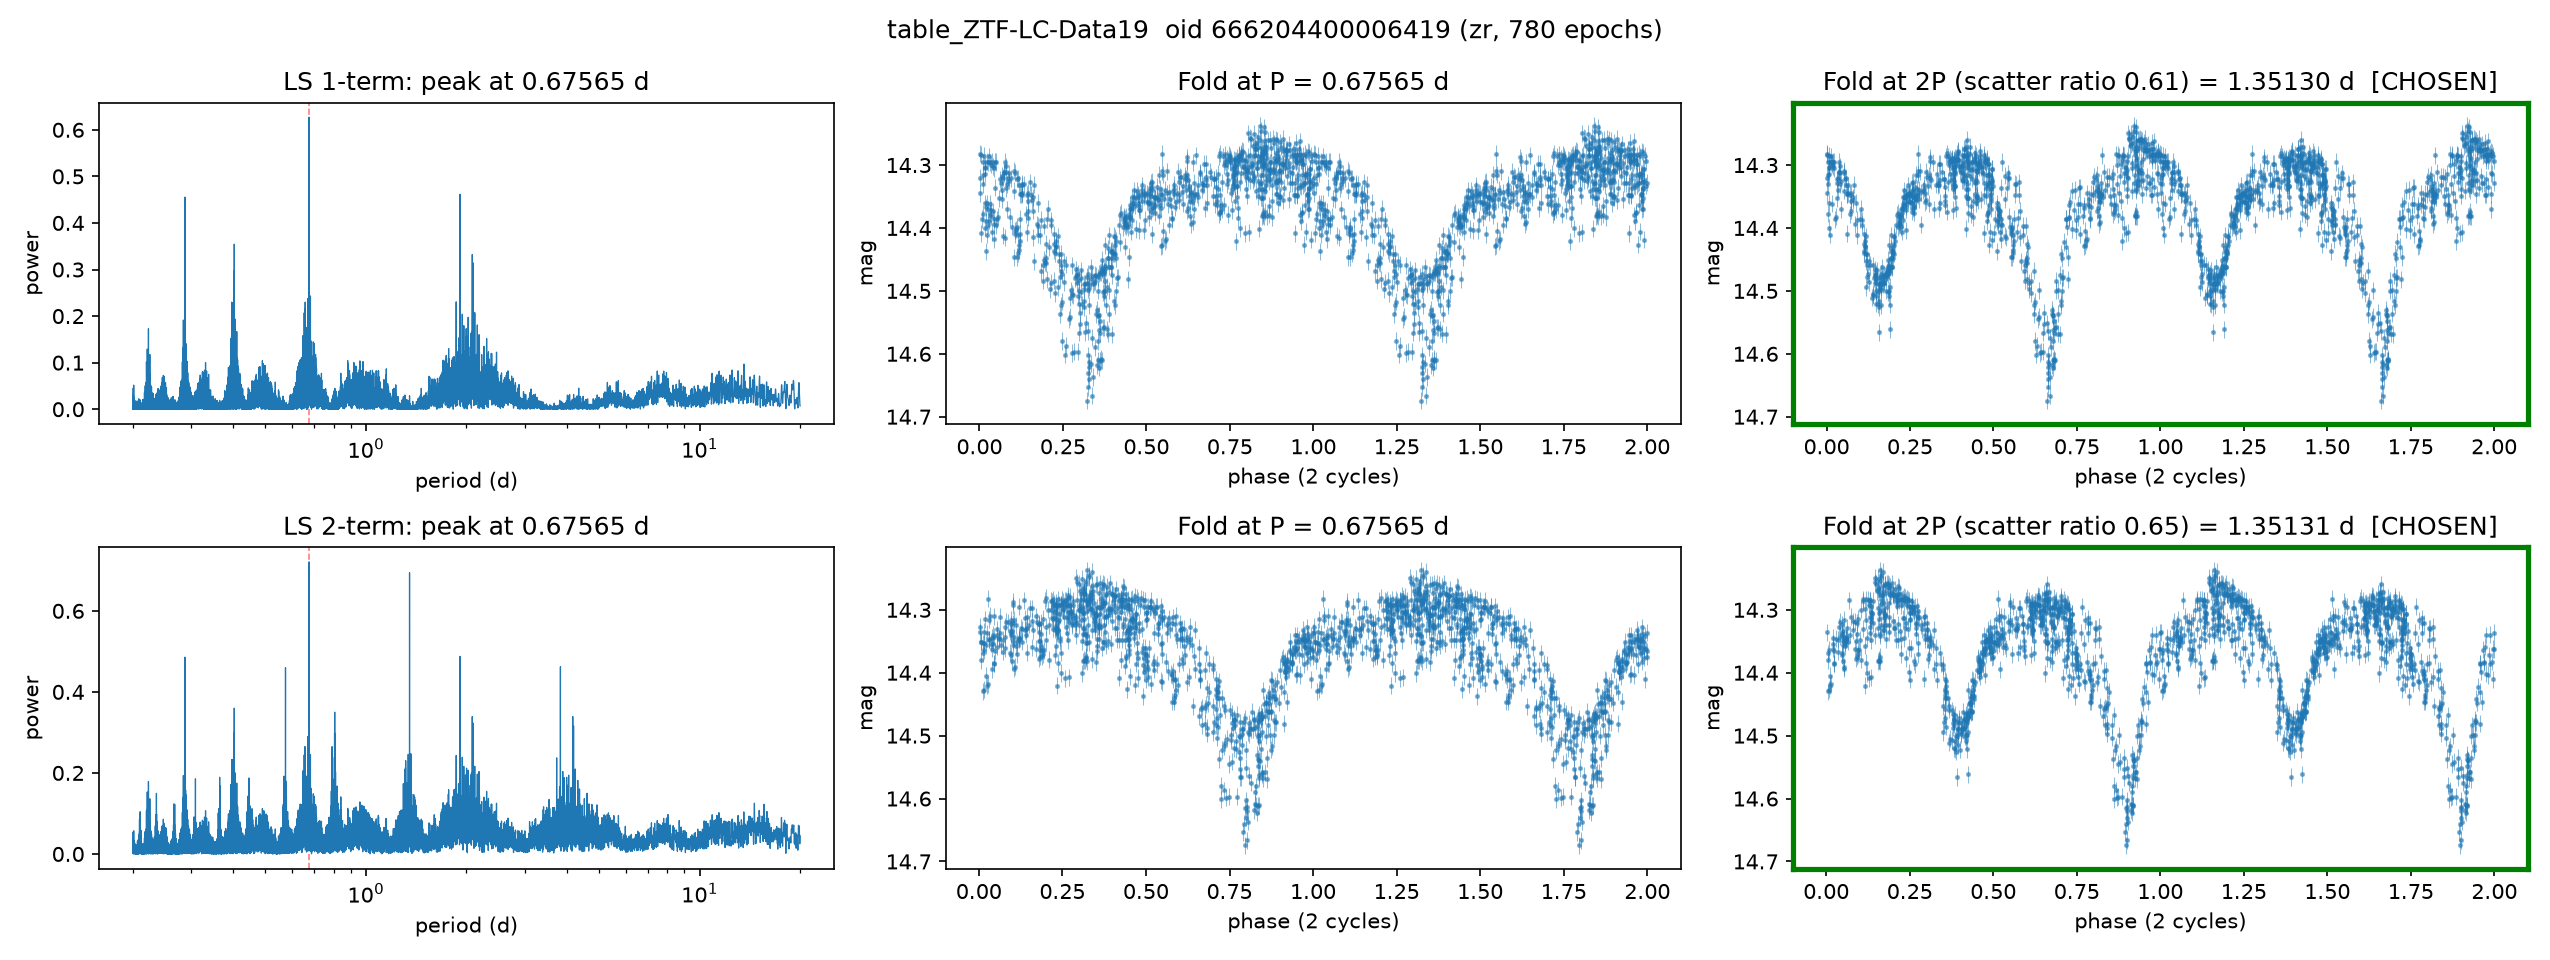 table_ZTF-LC-Data19  oid 666204400006419 (zr, 780 epochs)
LS 1-term: peak at 0.67565 d
0.6
0.5
0.4
0.3
0.2
0.1
0.0
power
10⁰
10¹
period (d)
Fold at P = 0.67565 d
14.3
14.4
14.5
14.6
14.7
mag
0.00 0.25 0.50 0.75 1.00 1.25 1.50 1.75 2.00
phase (2 cycles)
Fold at 2P (scatter ratio 0.61) = 1.35130 d  [CHOSEN]
14.3
14.4
14.5
14.6
14.7
mag
0.00 0.25 0.50 0.75 1.00 1.25 1.50 1.75 2.00
phase (2 cycles)
LS 2-term: peak at 0.67565 d
0.6
0.4
0.2
0.0
power
10⁰
10¹
period (d)
Fold at P = 0.67565 d
14.3
14.4
14.5
14.6
14.7
mag
0.00 0.25 0.50 0.75 1.00 1.25 1.50 1.75 2.00
phase (2 cycles)
Fold at 2P (scatter ratio 0.65) = 1.35131 d  [CHOSEN]
14.3
14.4
14.5
14.6
14.7
mag
0.00 0.25 0.50 0.75 1.00 1.25 1.50 1.75 2.00
phase (2 cycles)